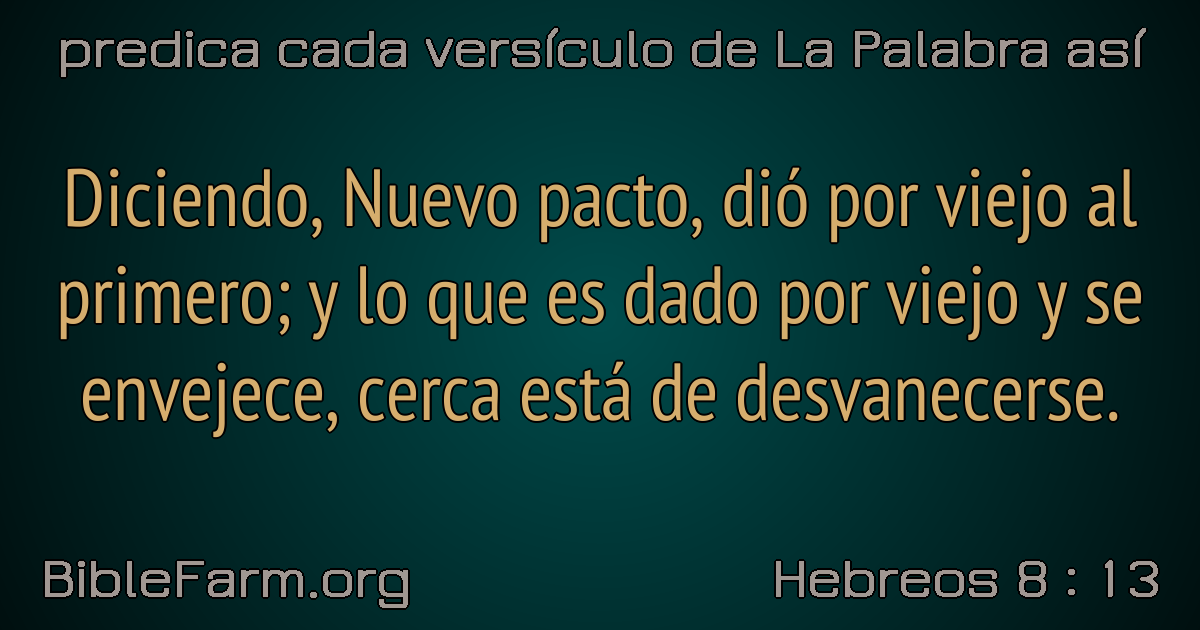 predica cada versículo de La Palabra así
Diciendo, Nuevo pacto, dió por viejo al
primero; y lo que es dado por viejo y se
envejece, cerca está de desvanecerse.
BibleFarm.org
Hebreos 8 : 13